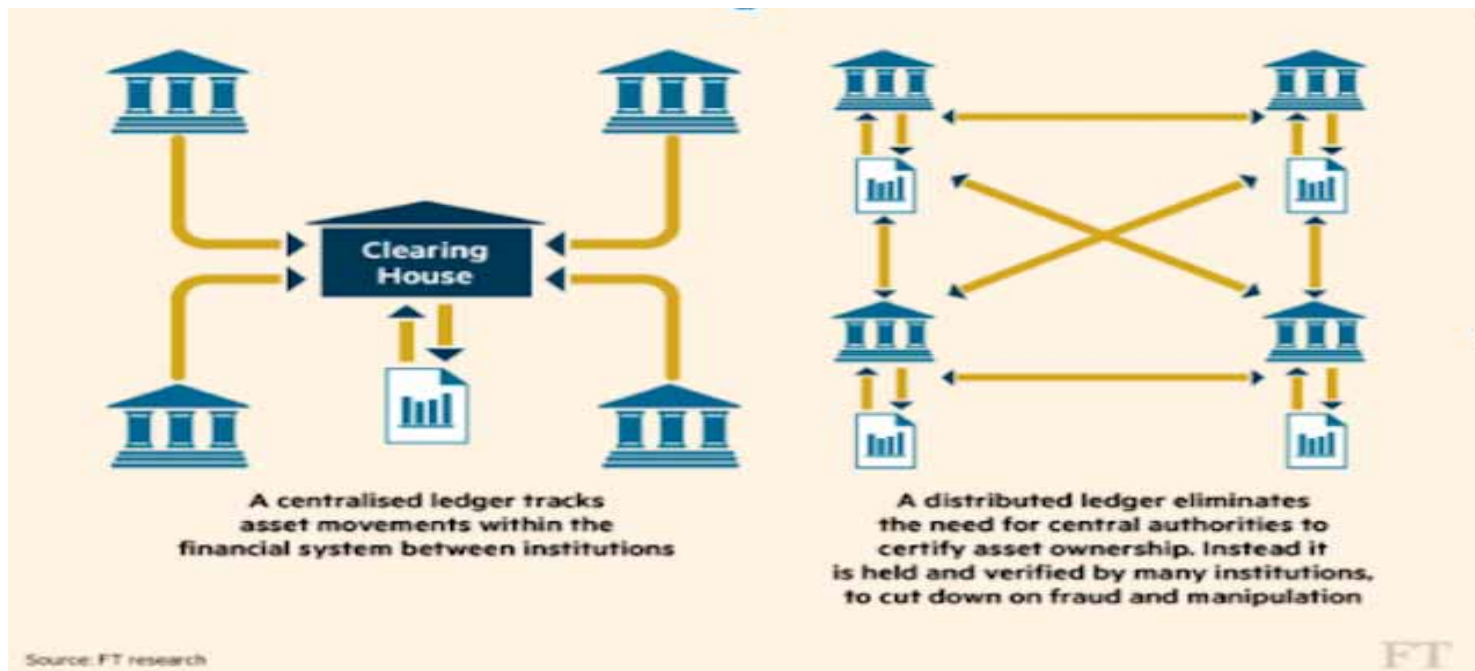 Clearing
House
A centralised ledger tracks
asset movements within the
financial system between institutions
A distributed ledger eliminates
the need for central authorities to
certify asset ownership. Instead it
is held and verified by many institutions,
to cut down on fraud and manipulation
Source: FT research
FT